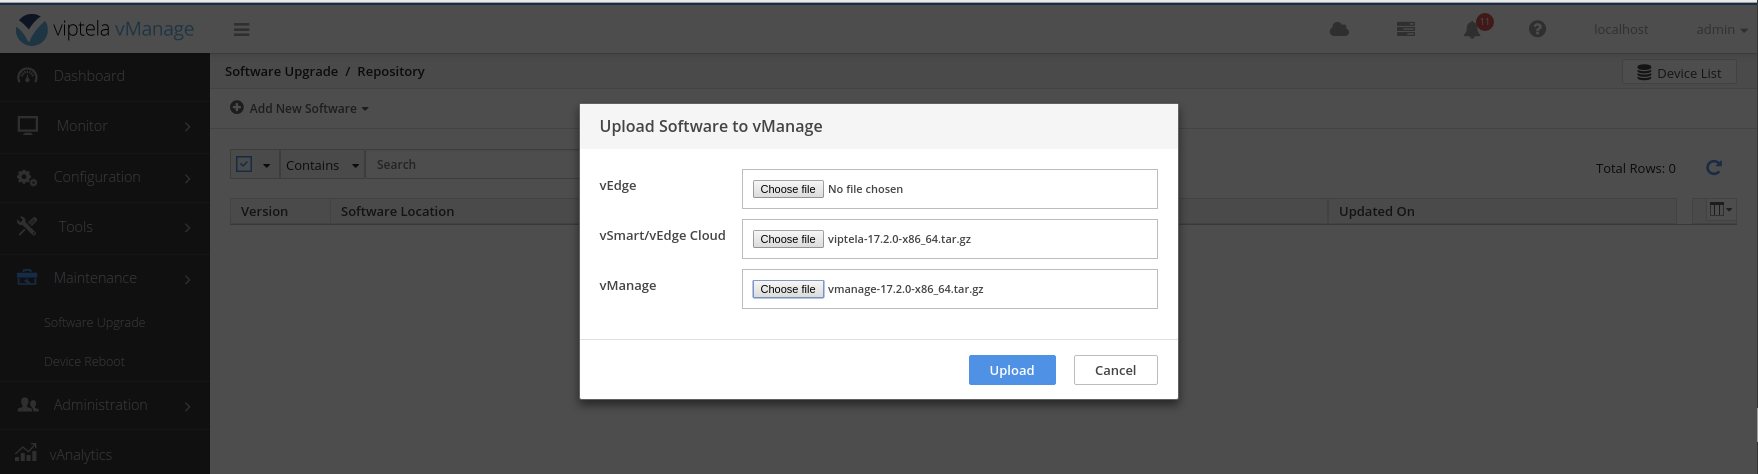 viptela vManage
11
localhost
admin
Dashboard
Monitor
Configuration
Tools
Maintenance
Software Upgrade
Device Reboot
Administration
vAnalytics
Software Upgrade / Repository
Device List
Add New Software
Contains
Search
Total Rows: 0
Version
Software Location
Updated On
Upload Software to vManage
vEdge
Choose file No file chosen
vSmart/vEdge Cloud
Choose file viptela-17.2.0-x86_64.tar.gz
vManage
Choose file vmanage-17.2.0-x86_64.tar.gz
Upload
Cancel